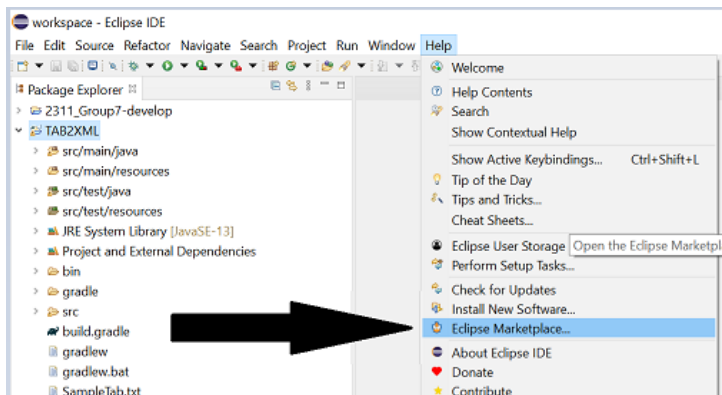 workspace - Eclipse IDE
File Edit Source Refactor Navigate Search Project Run Window Help
Package Explorer
2311_Group7-develop
TAB2XML
src/main/java
src/main/resources
src/test/java
src/test/resources
JRE System Library [JavaSE-13]
Project and External Dependencies
bin
gradle
src
build.gradle
gradlew
gradlew.bat
SampleTab.txt
Welcome
Help Contents
Search
Show Contextual Help
Show Active Keybindings... Ctrl+Shift+L
Tip of the Day
Tips and Tricks...
Cheat Sheets...
Eclipse User Storage Open the Eclipse Marketpl
Perform Setup Tasks...
Check for Updates
Install New Software...
Eclipse Marketplace...
About Eclipse IDE
Donate
Contribute